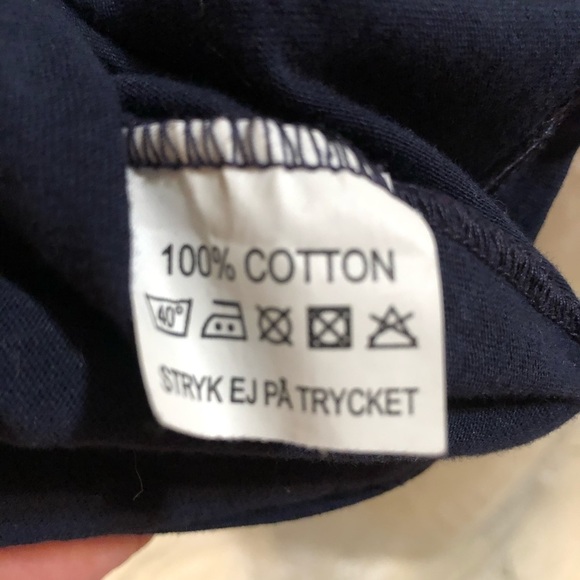 100% COTTON
40°
STRYK EJ PÅ TRYCKET